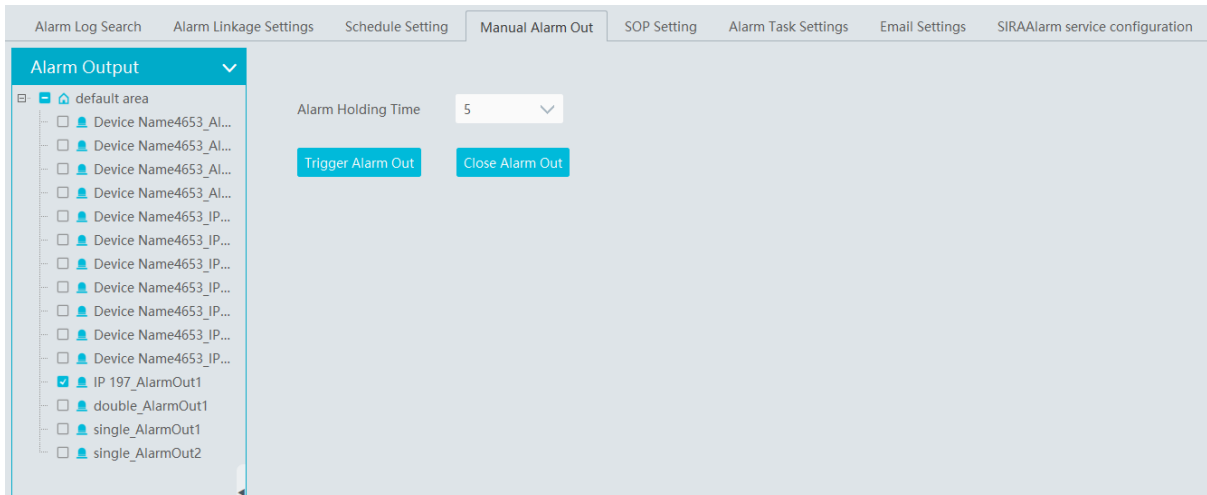 Alarm Log Search Alarm Linkage Settings Schedule Setting Manual Alarm Out SOP Setting Alarm Task Settings Email Settings SIRAAlarm service configuration
Alarm Output
default area
Device Name4653_Al...
Device Name4653_Al...
Device Name4653_Al...
Device Name4653_Al...
Device Name4653_IP...
Device Name4653_IP...
Device Name4653_IP...
Device Name4653_IP...
Device Name4653_IP...
Device Name4653_IP...
Device Name4653_IP...
IP 197_AlarmOut1
double_AlarmOut1
single_AlarmOut1
single_AlarmOut2
Alarm Holding Time 5
Trigger Alarm Out Close Alarm Out